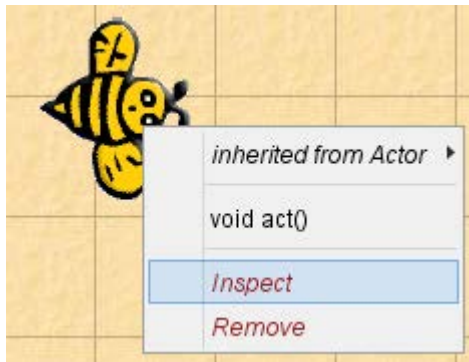 inherited from Actor
void act()
Inspect
Remove